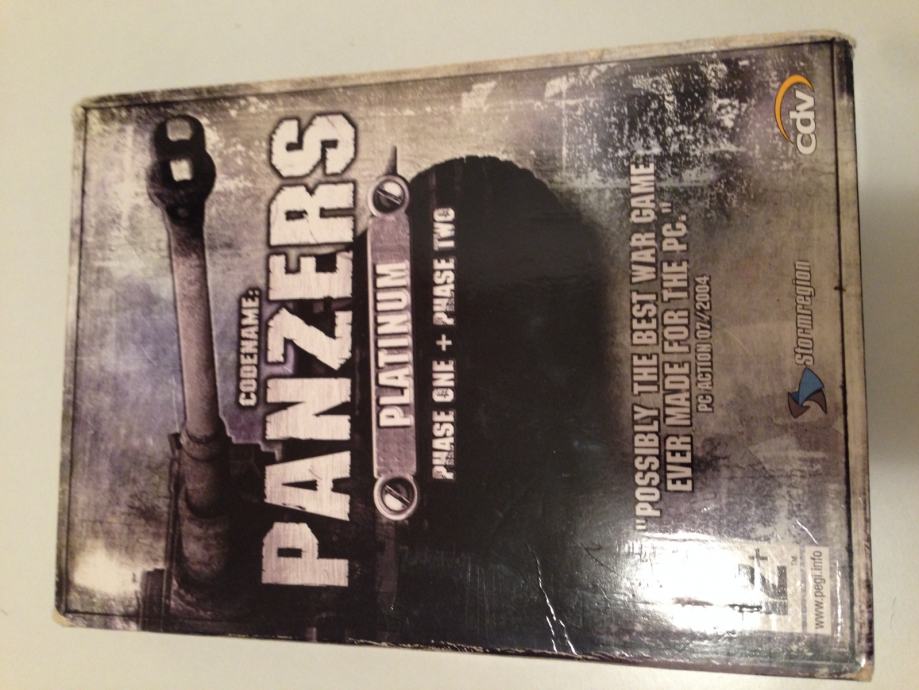 CODENAME:
PANZERS
PLATINUM
PHASE ONE + PHASE TWO
"POSSIBLY THE BEST WAR GAME
EVER MADE FOR THE PC."
PC ACTION 07/2004
Stormregion
cdv
www.pegi.info